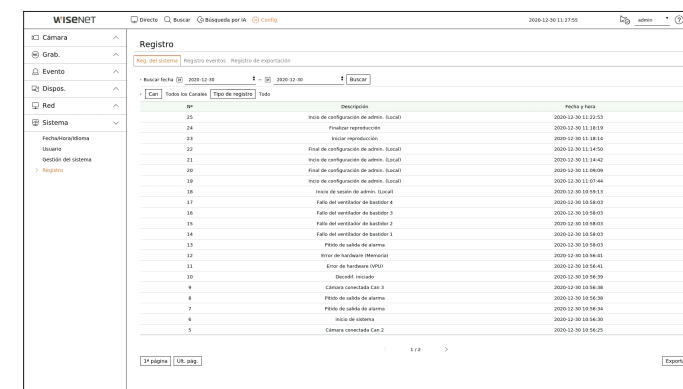 WISENET
Directo Buscar Búsqueda por IA Config. 2020-12-30 11:27:55 admin
Cámara
Grab.
Evento
Dispos.
Red
Sistema
Fecha/Hora/Idioma
Usuario
Gestión del sistema
> Registro
Registro
Reg. del sistema Registro eventos Registro de exportación
· Buscar fecha 2020-12-30 ~ 2020-12-30 Buscar
· Can Todos los Canales Tipo de registro Todo
Nº Descripción Fecha y hora
25 Incio de configuración de admin. (Local) 2020-12-30 11:22:53
24 Finalizar reproducción 2020-12-30 11:18:19
23 Iniciar reproducción 2020-12-30 11:18:14
22 Final de configuración de admin. (Local) 2020-12-30 11:14:50
21 Incio de configuración de admin. (Local) 2020-12-30 11:14:42
20 Final de configuración de admin. (Local) 2020-12-30 11:09:09
19 Incio de configuración de admin. (Local) 2020-12-30 11:07:44
18 Inicio de sesión de admin. (Local) 2020-12-30 10:59:13
17 Fallo del ventilador de bastidor 4 2020-12-30 10:58:03
16 Fallo del ventilador de bastidor 3 2020-12-30 10:58:03
15 Fallo del ventilador de bastidor 2 2020-12-30 10:58:03
14 Fallo del ventilador de bastidor 1 2020-12-30 10:58:03
13 Pitido de salida de alarma 2020-12-30 10:58:03
12 Error de hardware (Memoria) 2020-12-30 10:56:41
11 Error de hardware (VPU) 2020-12-30 10:56:41
10 Decodif. iniciado 2020-12-30 10:56:39
9 Cámara conectada Can 3 2020-12-30 10:56:38
8 Pitido de salida de alarma 2020-12-30 10:56:38
7 Pitido de salida de alarma 2020-12-30 10:56:34
6 Inicio de sistema 2020-12-30 10:56:30
5 Cámara conectada Can 2 2020-12-30 10:56:25
1 / 2 >
1ª página Últ. pág. Exporta